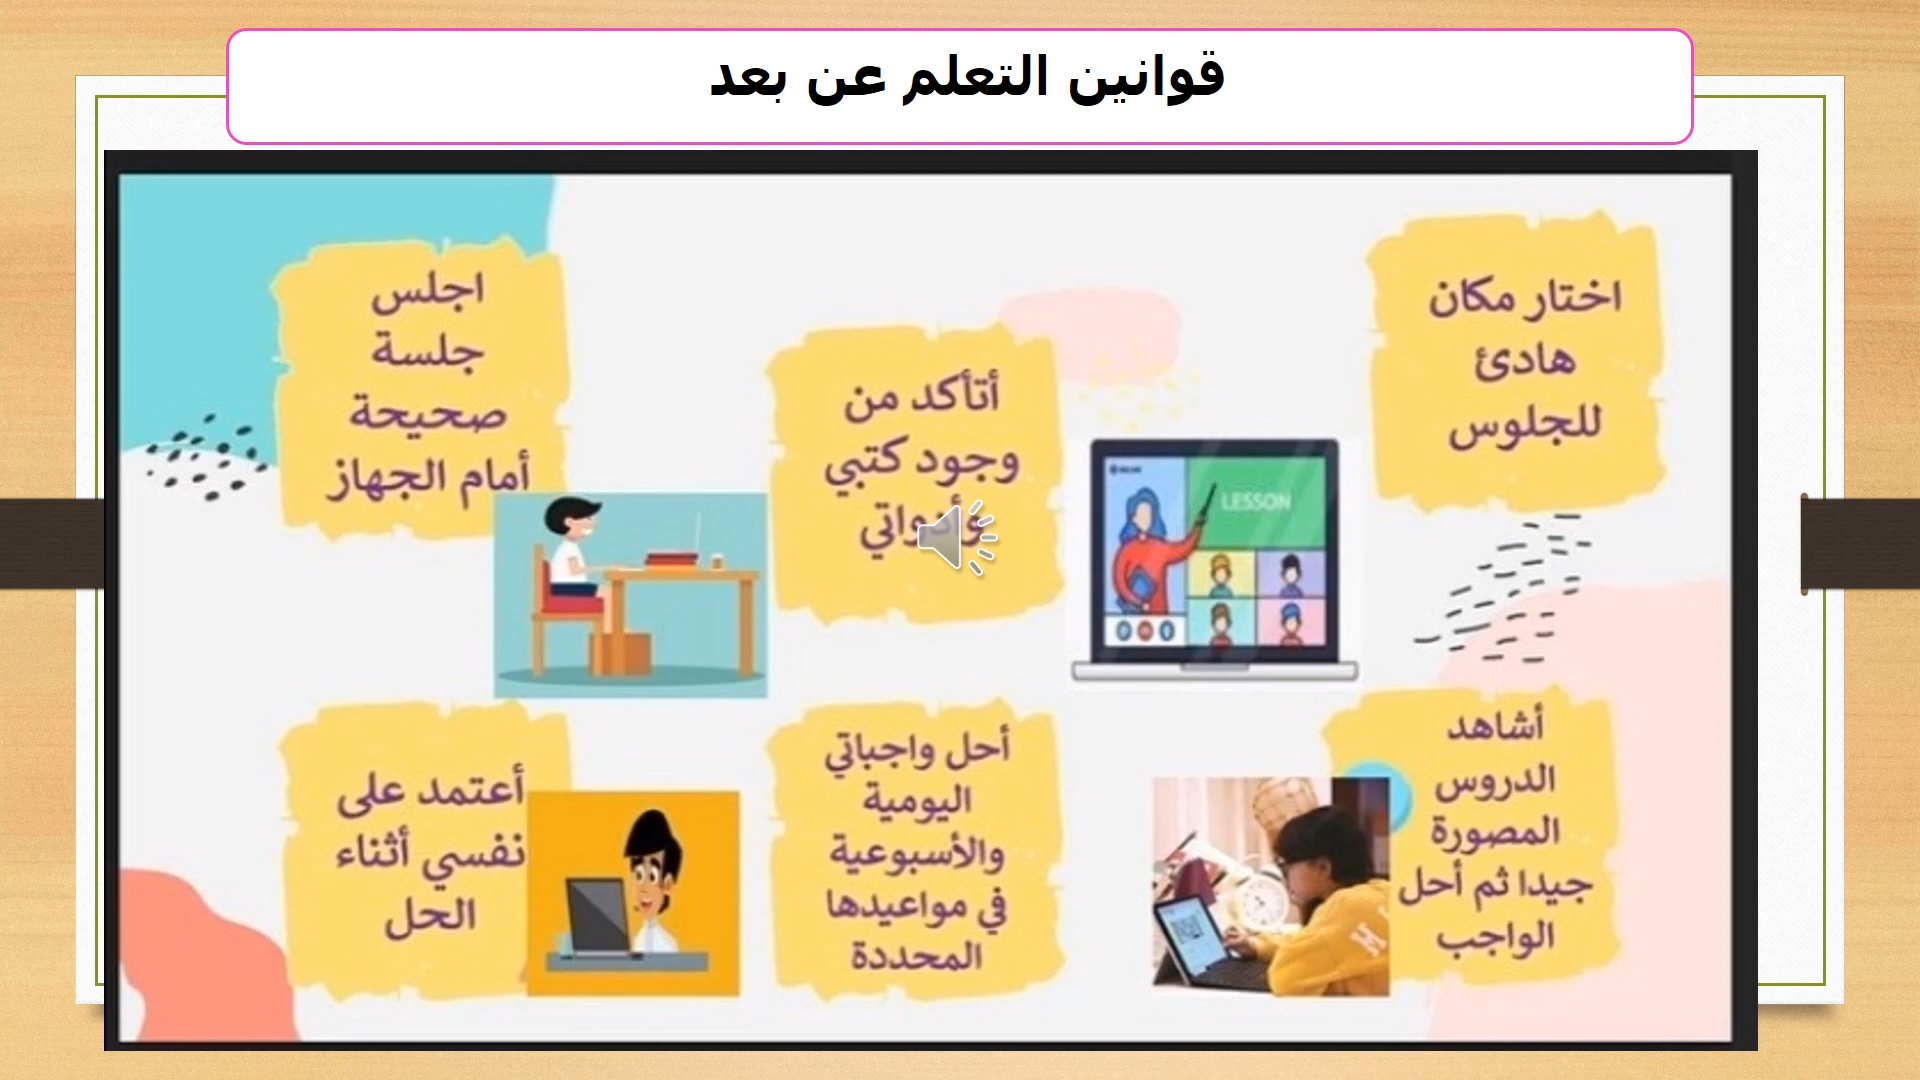 قوانين التعلم عن بعد
اختار مكان
هادئ
للجلوس
أتأكد من
وجود كتبي
وأدواتي
اجلس
جلسة
صحيحة
أمام الجهاز
LESSON
أشاهد
الدروس
المصورة
جيدا ثم أحل
الواجب
أحل واجباتي
اليومية
والأسبوعية
في مواعيدها
المحددة
أعتمد على
نفسي أثناء
الحل